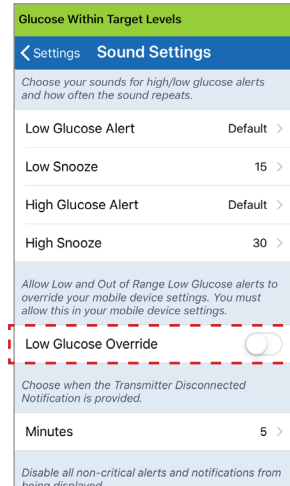 Glucose Within Target Levels
Settings Sound Settings
Choose your sounds for high/low glucose alerts
and how often the sound repeats.
Low Glucose Alert Default
Low Snooze 15
High Glucose Alert Default
High Snooze 30
Allow Low and Out of Range Low Glucose alerts to
override your mobile device settings. You must
allow this in your mobile device settings.
Low Glucose Override
Choose when the Transmitter Disconnected
Notification is provided.
Minutes 5
Disable all non-critical alerts and notifications from
being displayed